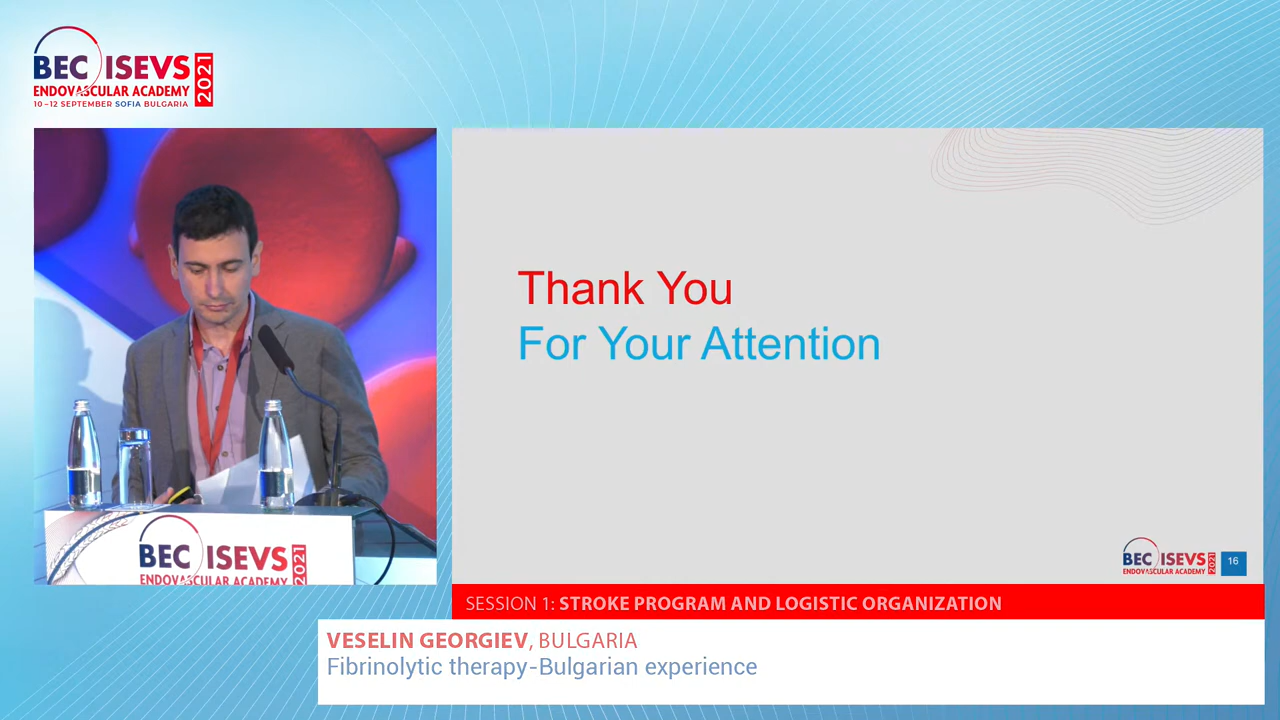 BEC ISEVS 2021
ENDOVASCULAR ACADEMY
10–12 SEPTEMBER SOFIA BULGARIA
Thank You
For Your Attention
BEC ISEVS 2021
ENDOVASCULAR ACADEMY
16
BEC ISEVS 2021
ENDOVASCULAR ACADEMY
SESSION 1: STROKE PROGRAM AND LOGISTIC ORGANIZATION
VESELIN GEORGIEV, BULGARIA
Fibrinolytic therapy-Bulgarian experience